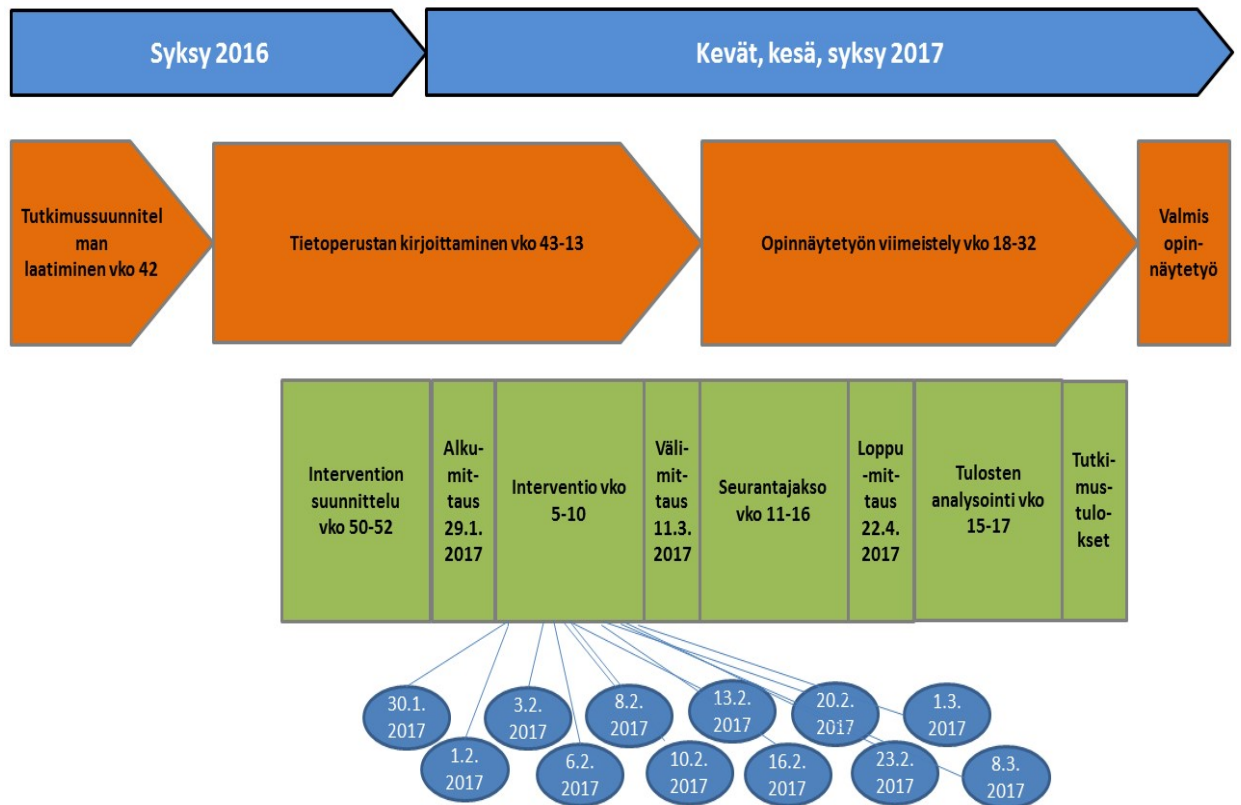 Syksy 2016
Kevät, kesä, syksy 2017
Tutkimussuunnitel
man
laatiminen vko 42
Tietoperustan kirjoittaminen vko 43-13
Opinnäytetyön viimeistely vko 18-32
Valmis
opin-
näytetyö
Intervention
suunnittelu
vko 50-52
Alku-
mit-
taus
29.1.
2017
Interventio vko
5-10
Väli-
mit-
taus
11.3.
2017
Seurantajakso
vko 11-16
Loppu
-mit-
taus
22.4.
2017
Tulosten
analysointi vko
15-17
Tutki-
mus-
tulo-
kset
30.1.
2017
1.2.
2017
3.2.
2017
6.2.
2017
8.2.
2017
10.2.
2017
13.2.
2017
16.2.
2017
20.2.
2017
23.2.
2017
1.3.
2017
8.3.
2017